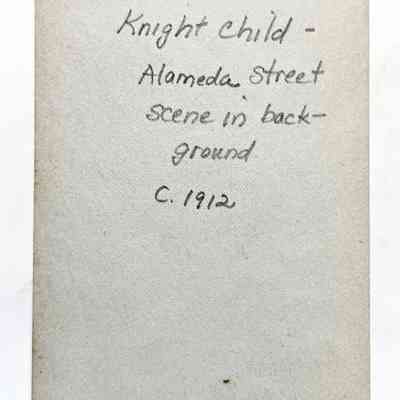 Knight child -
Alameda Street
scene in back-
ground
C. 1912